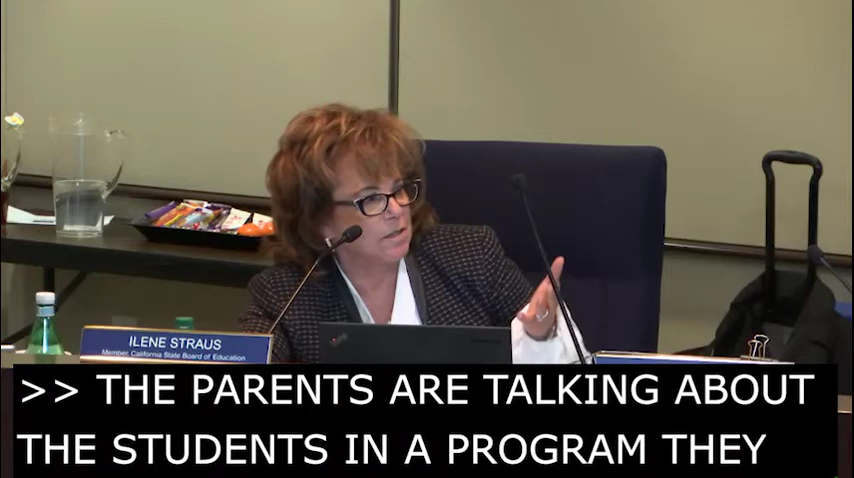 ILENE STRAUS
Member, California State Board of Education
>> THE PARENTS ARE TALKING ABOUT
THE STUDENTS IN A PROGRAM THEY